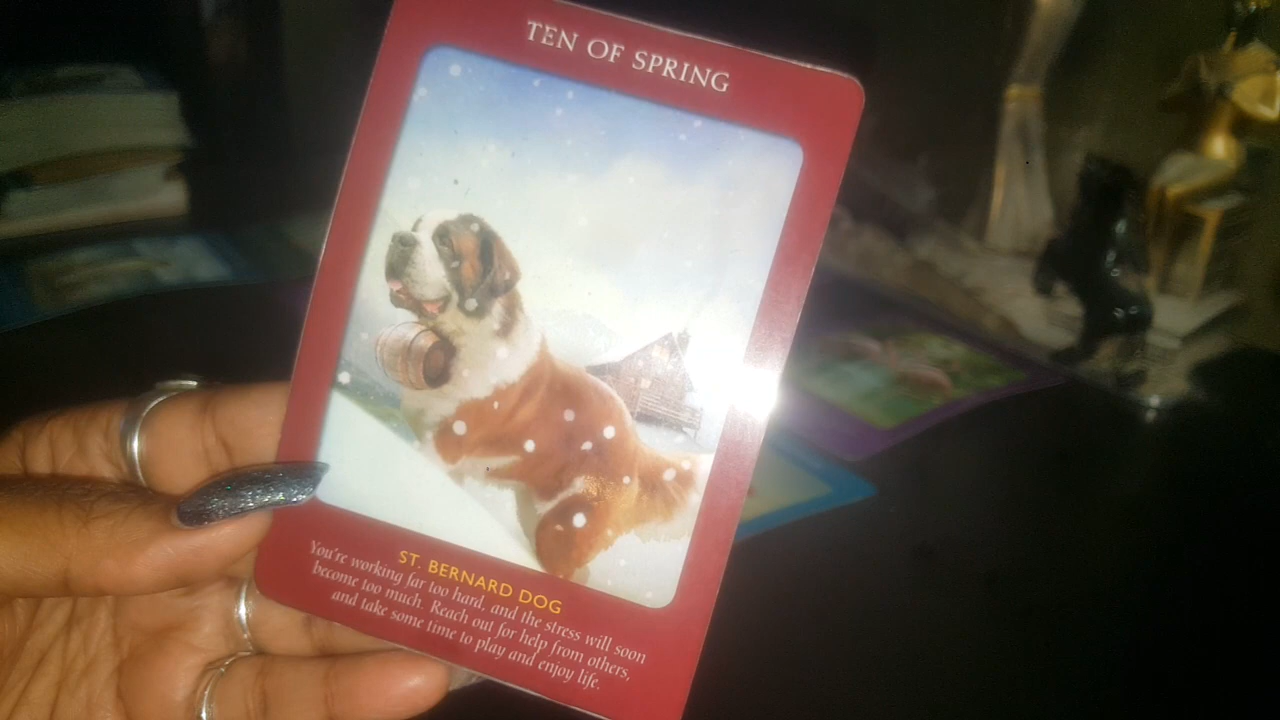 TEN OF SPRING
ST. BERNARD DOG
You're working far too hard, and the stress will soon
become too much. Reach out for help from others,
and take some time to play and enjoy life.